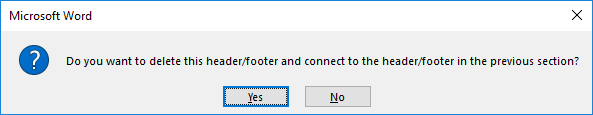 Microsoft Word
Do you want to delete this header/footer and connect to the header/footer in the previous section?
Yes
No